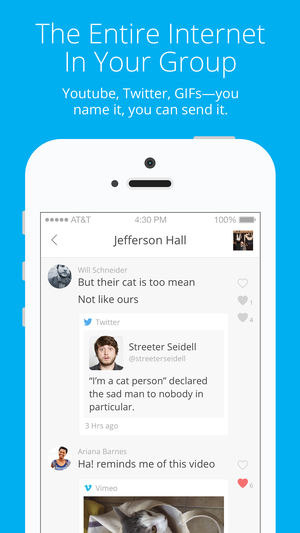 The Entire Internet
In Your Group
Youtube, Twitter, GIFs—you
name it, you can send it.
AT&T 4:30 PM 100%
Jefferson Hall
Will Schneider
But their cat is too mean
Not like ours
1
4
Twitter
Streeter Seidell
@streeterseidell
“I’m a cat person” declared
the sad man to nobody in
particular.
3 Hrs ago
Ariana Barnes
Ha! reminds me of this video
6
Vimeo